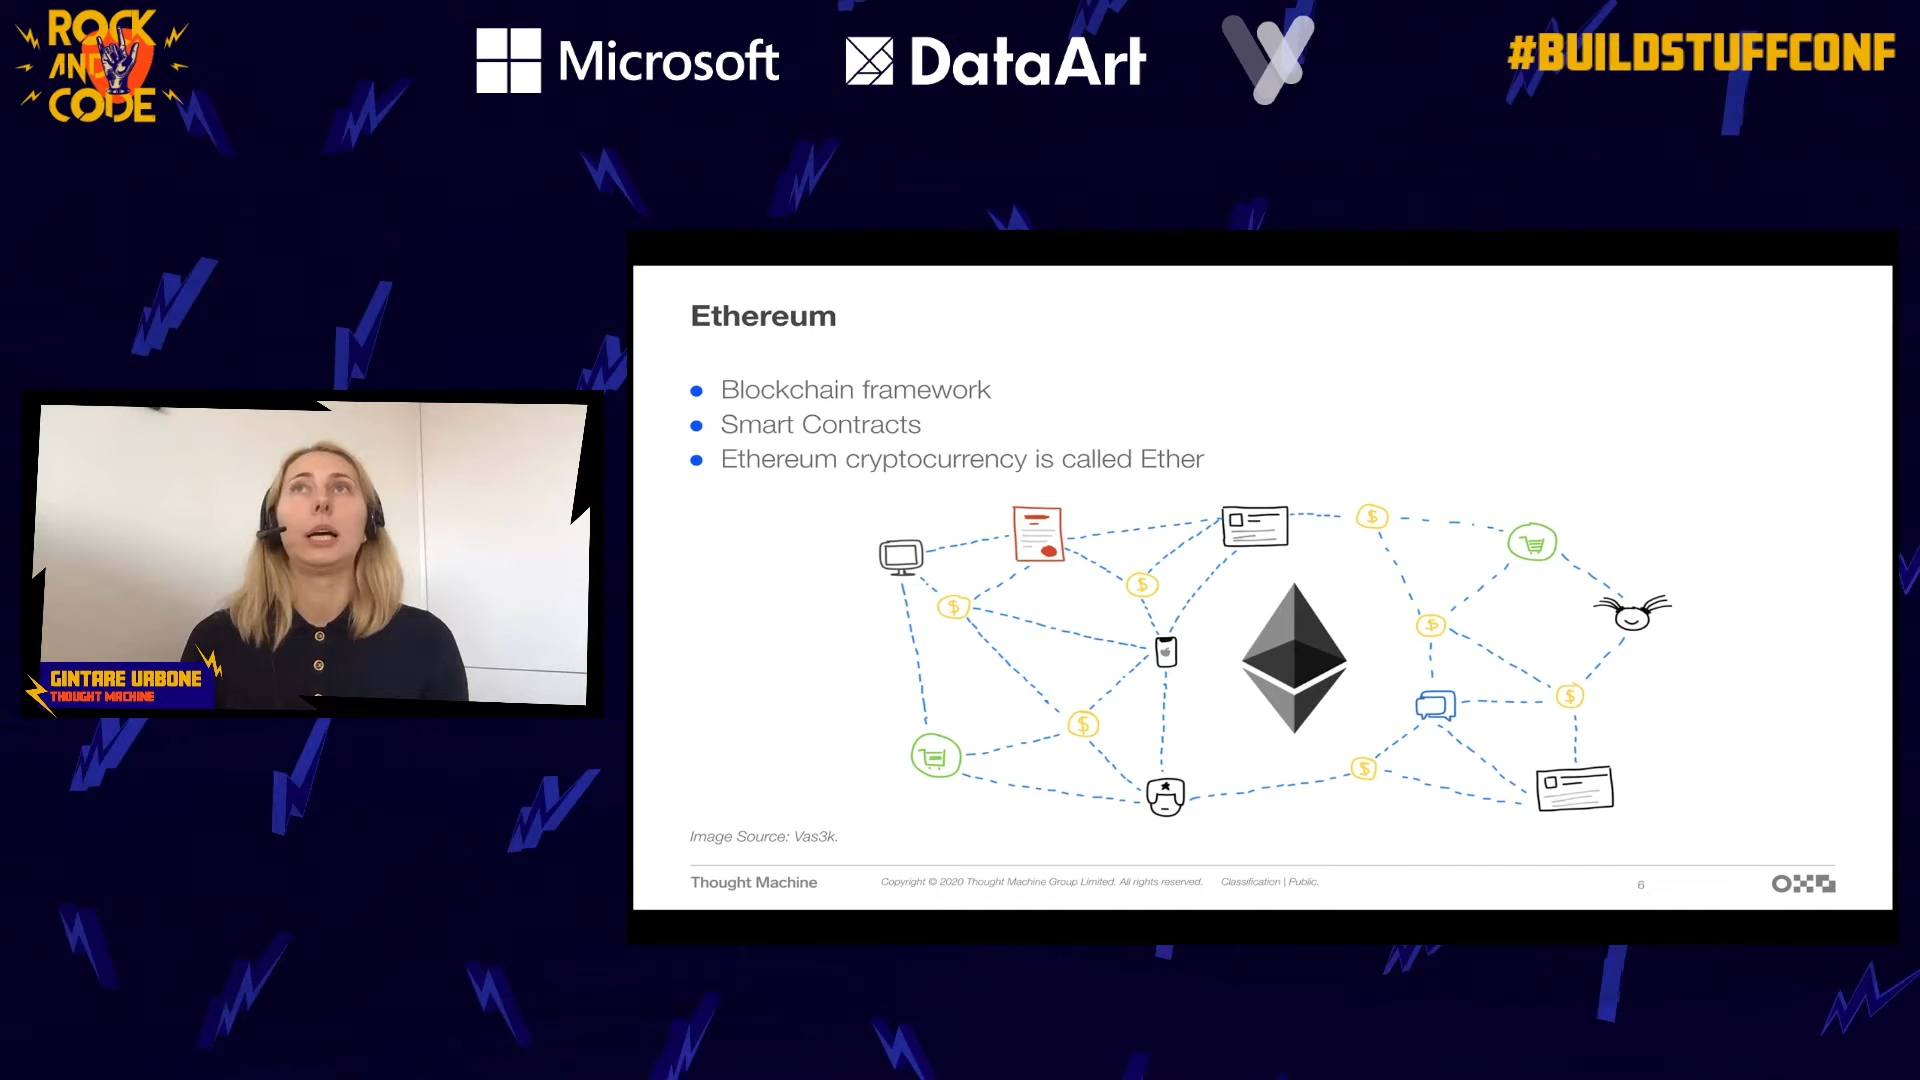 ROCK
AND
CODE
Microsoft
DataArt
#BUILDSTUFFCONF
Ethereum
Blockchain framework
Smart Contracts
Ethereum cryptocurrency is called Ether
$
$
$
$
$
$
$
Image Source: Vas3k.
Thought Machine
Copyright © 2020 Thought Machine Group Limited. All rights reserved.
Classification | Public.
6
GINTARE URBONE
THOUGHT MACHINE